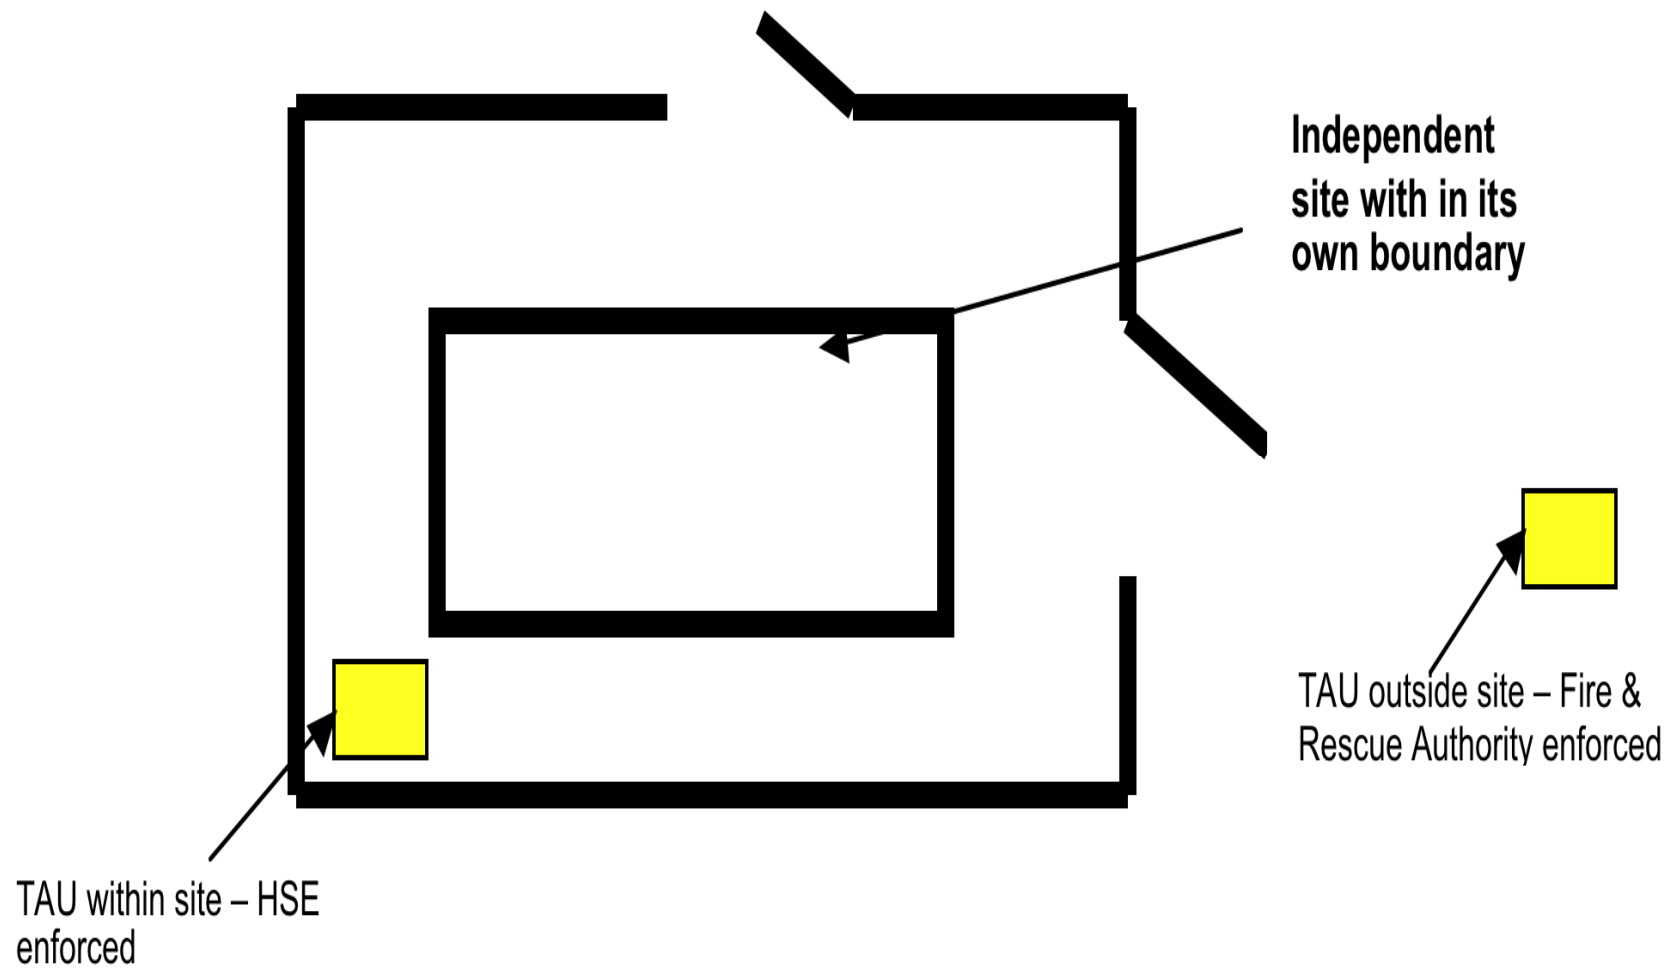 Independent
site with in its
own boundary
TAU outside site – Fire &
Rescue Authority enforced
TAU within site – HSE
enforced